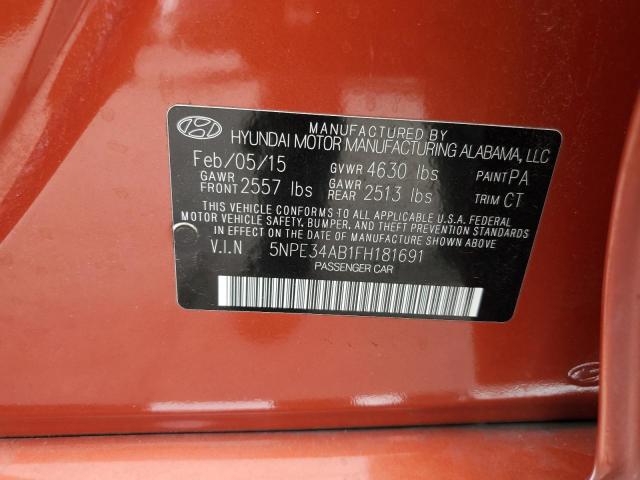 MANUFACTURED BY
HYUNDAI MOTOR MANUFACTURING ALABAMA, LLC
Feb/05/15 GVWR 4630 lbs PAINT PA
GAWR FRONT 2557 lbs GAWR REAR 2513 lbs TRIM CT
THIS VEHICLE CONFORMS TO ALL APPLICABLE U.S.A. FEDERAL
MOTOR VEHICLE SAFETY, BUMPER, AND THEFT PREVENTION STANDARDS
IN EFFECT ON THE DATE OF MANUFACTURE SHOWN ABOVE.
V.I.N 5NPE34AB1FH181691
PASSENGER CAR